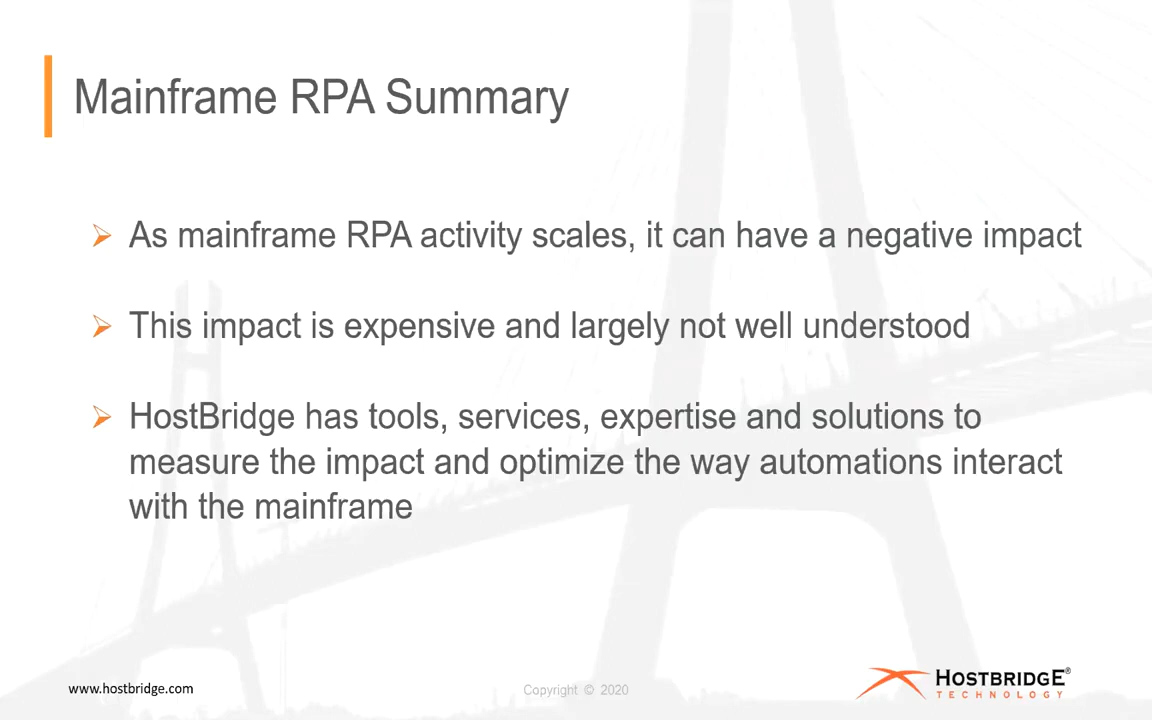 Mainframe RPA Summary
As mainframe RPA activity scales, it can have a negative impact
This impact is expensive and largely not well understood
HostBridge has tools, services, expertise and solutions to
measure the impact and optimize the way automations interact
with the mainframe
www.hostbridge.com
Copyright © 2020
HOSTBRIDGE®
TECHNOLOGY